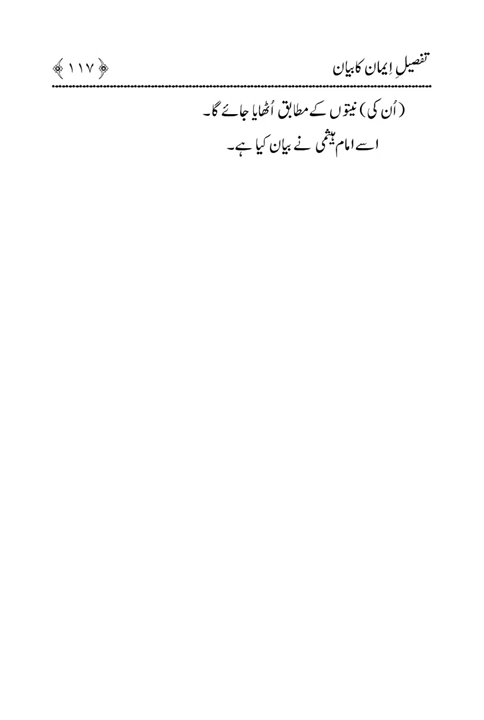 تفصیلِ اِیمان کا بیان ﴿ ۱۱۷ ﴾
(اُن کی) نیتوں کے مطابق اُٹھایا جائے گا۔
اسے امام ہیثمی نے بیان کیا ہے۔